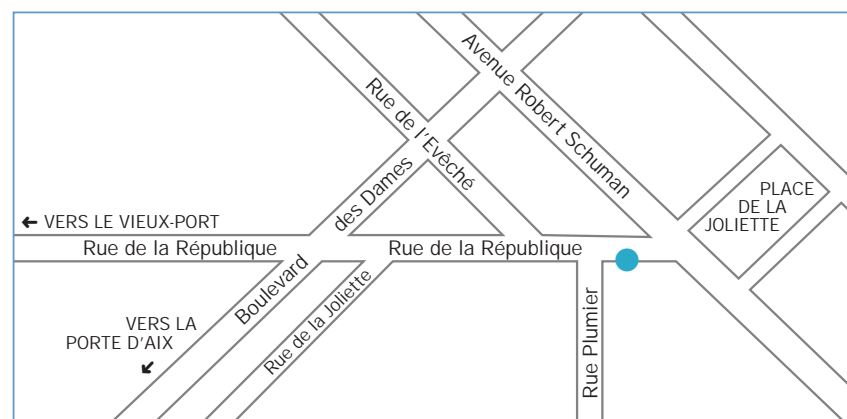 Avenue Robert Schuman
Rue de l'Evêché
PLACE
DE LA
JOLIETTE
← VERS LE VIEUX-PORT
Rue de la République
Boulevard des Dames
Rue de la République
VERS LA
PORTE D'AIX
↙
Rue de la Joliette
Rue Plumier